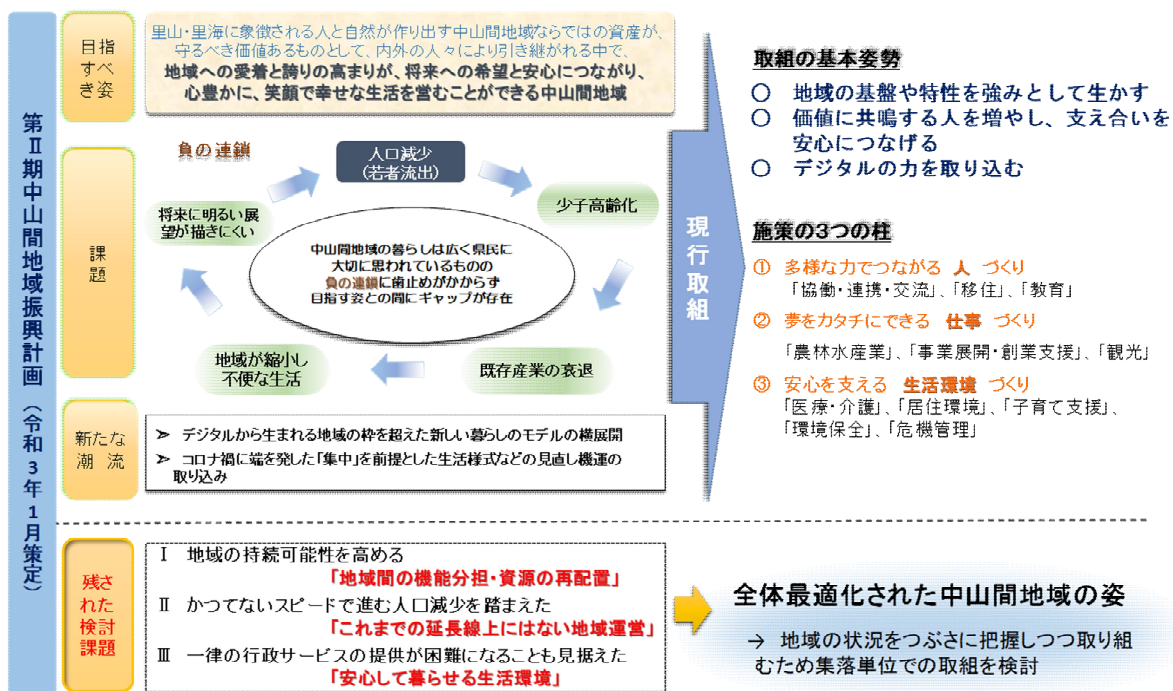 第Ⅱ期中山間地域振興計画（令和3年1月策定）
目指
すべ
き姿
里山・里海に象徴される人と自然が作り出す中山間地域ならではの資産が、
守るべき価値あるものとして、内外の人々により引き継がれる中で、
地域への愛着と誇りの高まりが、将来への希望と安心につながり、
心豊かに、笑顔で幸せな生活を営むことができる中山間地域
課
題
負の連鎖
人口減少
（若者流出）
少子高齢化
既存産業の衰退
地域が縮小し
不便な生活
将来に明るい展
望が描きにくい
中山間地域の暮らしは広く県民に
大切に思われているものの
負の連鎖に歯止めがかからず
目指す姿との間にギャップが存在
新たな
潮 流
➢ デジタルから生まれる地域の枠を超えた新しい暮らしのモデルの横展開
➢ コロナ禍に端を発した「集中」を前提とした生活様式などの見直し機運の
取り込み
現行取組
取組の基本姿勢
○ 地域の基盤や特性を強みとして生かす
○ 価値に共鳴する人を増やし、支え合いを
安心につなげる
○ デジタルの力を取り込む
施策の3つの柱
① 多様な力でつながる 人 づくり
「協働・連携・交流」、「移住」、「教育」
② 夢をカタチにできる 仕事 づくり
「農林水産業」、「事業展開・創業支援」、「観光」
③ 安心を支える 生活環境 づくり
「医療・介護」、「居住環境」、「子育て支援」、
「環境保全」、「危機管理」
残さ
れた
検討
課題
Ⅰ 地域の持続可能性を高める
「地域間の機能分担・資源の再配置」
Ⅱ かつてないスピードで進む人口減少を踏まえた
「これまでの延長線上にはない地域運営」
Ⅲ 一律の行政サービスの提供が困難になることも見据えた
「安心して暮らせる生活環境」
全体最適化された中山間地域の姿
→ 地域の状況をつぶさに把握しつつ取り組
むため集落単位での取組を検討